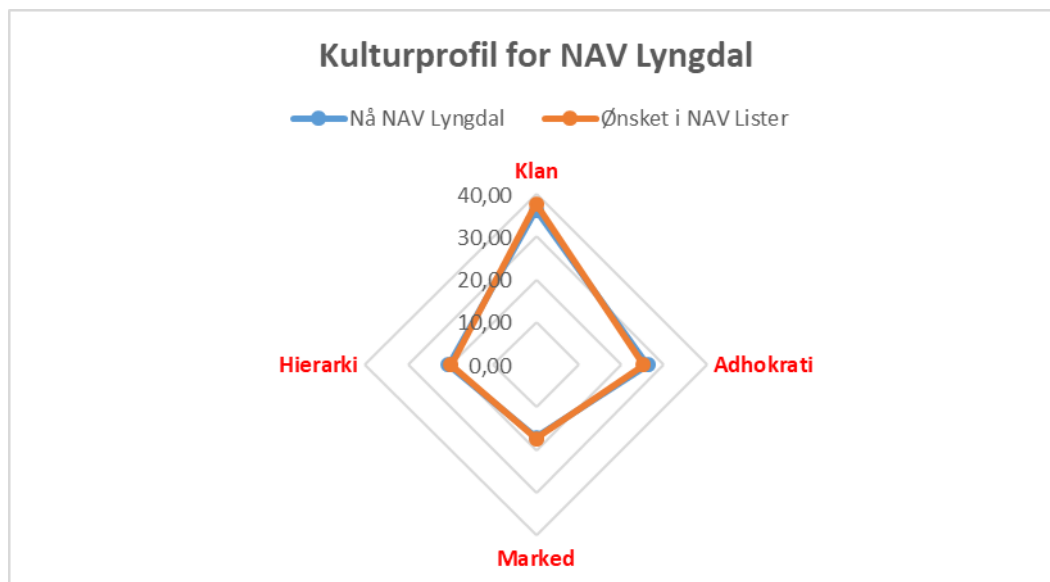 Kulturprofil for NAV Lyngdal
Nå NAV Lyngdal
Ønsket i NAV Lister
Klan
40,00
30,00
20,00
10,00
Hierarki
0,00
Adhokrati
Marked